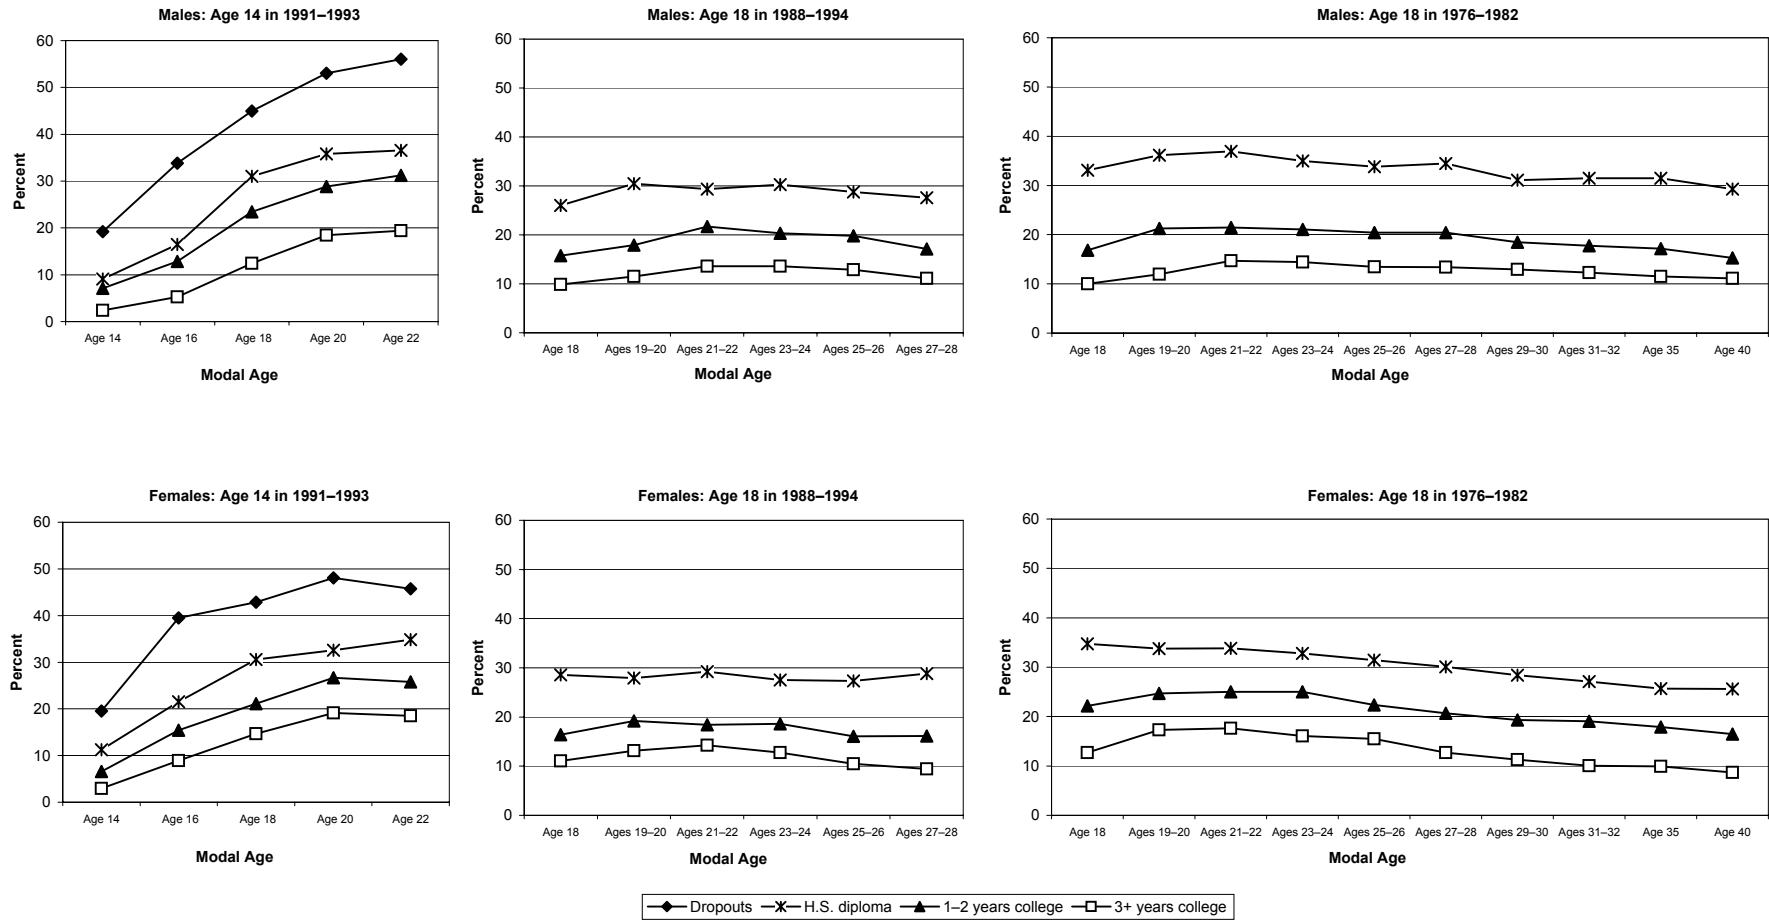 Males: Age 14 in 1991–1993
60
50
40
30
20
10
0
Percent
Age 14 Age 16 Age 18 Age 20 Age 22
Modal Age
Males: Age 18 in 1988–1994
60
50
40
30
20
10
0
Percent
Age 18 Ages 19–20 Ages 21–22 Ages 23–24 Ages 25–26 Ages 27–28
Modal Age
Males: Age 18 in 1976–1982
60
50
40
30
20
10
0
Percent
Age 18 Ages 19–20 Ages 21–22 Ages 23–24 Ages 25–26 Ages 27–28 Ages 29–30 Ages 31–32 Age 35 Age 40
Modal Age
Females: Age 14 in 1991–1993
60
50
40
30
20
10
0
Percent
Age 14 Age 16 Age 18 Age 20 Age 22
Modal Age
Females: Age 18 in 1988–1994
60
50
40
30
20
10
0
Percent
Age 18 Ages 19–20 Ages 21–22 Ages 23–24 Ages 25–26 Ages 27–28
Modal Age
Females: Age 18 in 1976–1982
60
50
40
30
20
10
0
Percent
Age 18 Ages 19–20 Ages 21–22 Ages 23–24 Ages 25–26 Ages 27–28 Ages 29–30 Ages 31–32 Age 35 Age 40
Modal Age
Dropouts H.S. diploma 1–2 years college 3+ years college